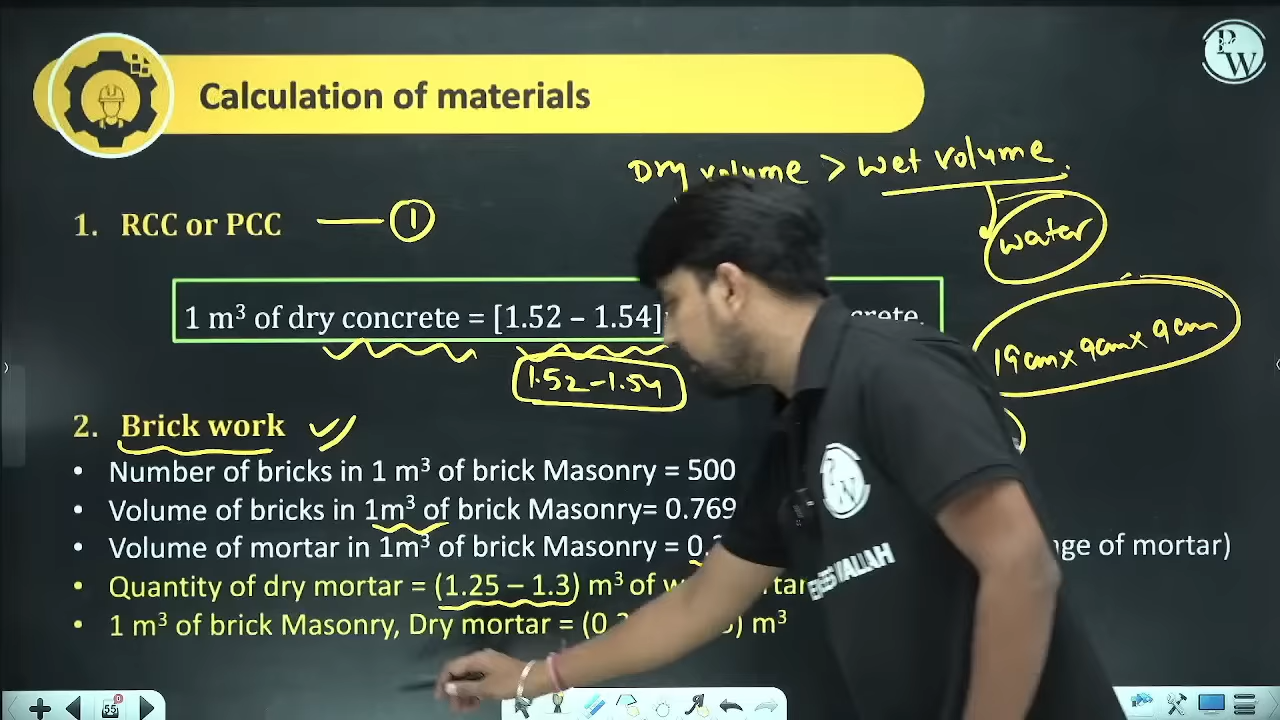 PW
Calculation of materials
Dry volume > Wet volume.
water
1. RCC or PCC — 1
1 m³ of dry concrete = [1.52 – 1.54]
1.52 – 1.54
19cm x 9cm x 9cm
2. Brick work ✓
• Number of bricks in 1 m³ of brick Masonry = 500
• Volume of bricks in 1m³ of brick Masonry= 0.769
• Volume of mortar in 1m³ of brick Masonry = of mortar)
• Quantity of dry mortar = (1.25 – 1.3) m³ of
• 1 m³ of brick Masonry, Dry mortar = m³
55